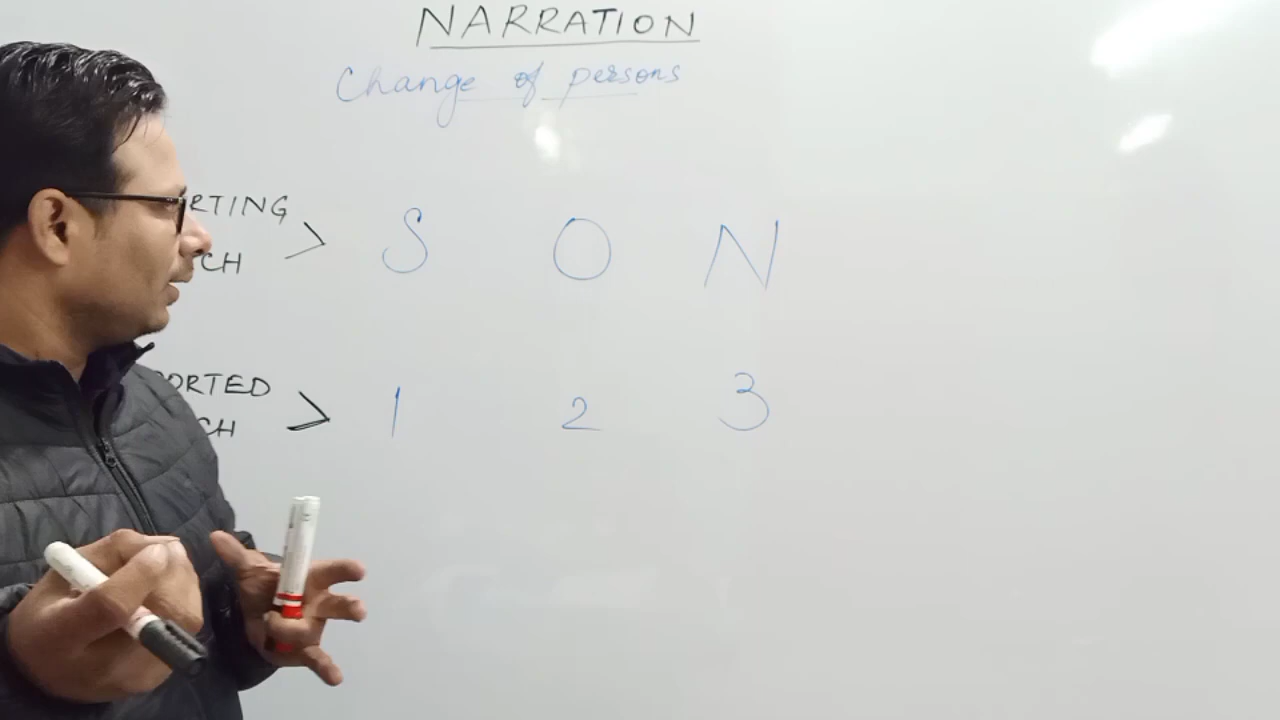 NARRATION
Change of persons
RTING
CH > S O N
ORTED
CH > 1 2 3